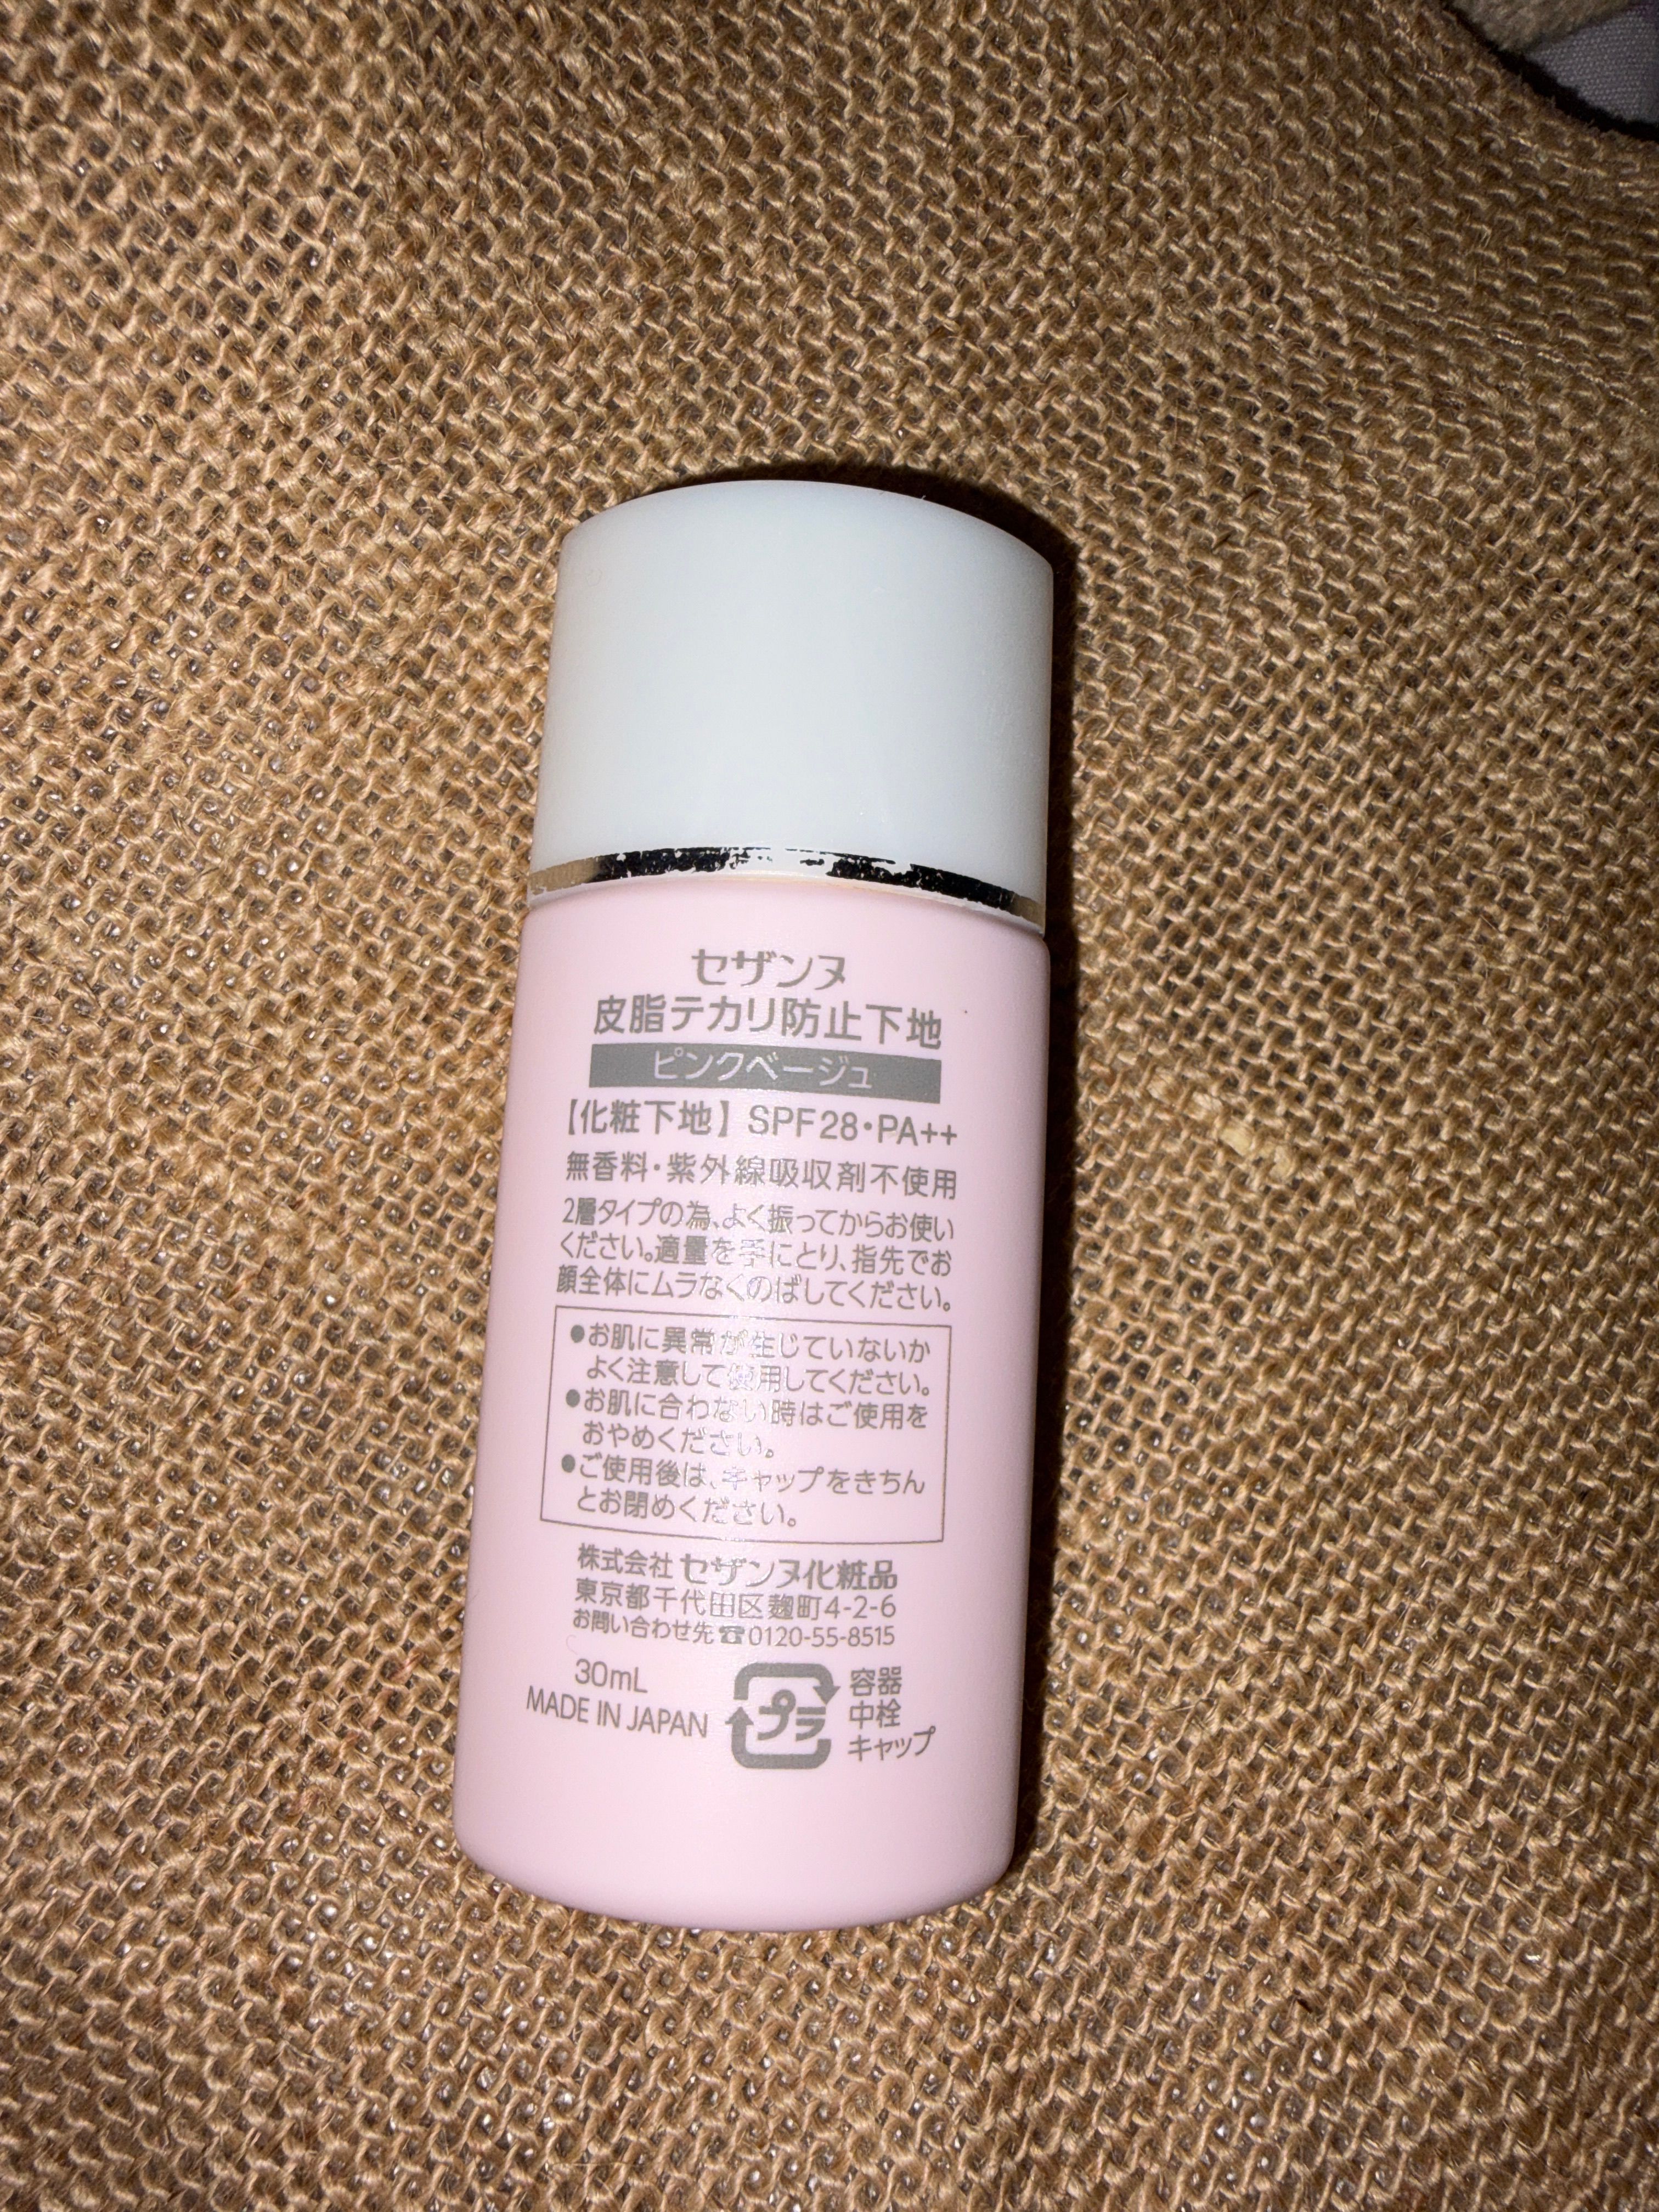 セザンヌ
皮脂テカリ防止下地
ピンクベージュ
【化粧下地】SPF28・PA++
無香料・紫外線吸収剤不使用
2層タイプの為、よく振ってからお使い
ください。適量を手にとり、指先でお
顔全体にムラなくのばしてください。
●お肌に異常が生じていないか
よく注意して使用してください。
●お肌に合わない時はご使用を
おやめください。
●ご使用後は、キャップをきちん
とお閉めください。
株式会社 セザンヌ化粧品
東京都千代田区麹町4-2-6
お問い合わせ先☎0120-55-8515
30mL
MADE IN JAPAN
プラ
容器
中栓
キャップ